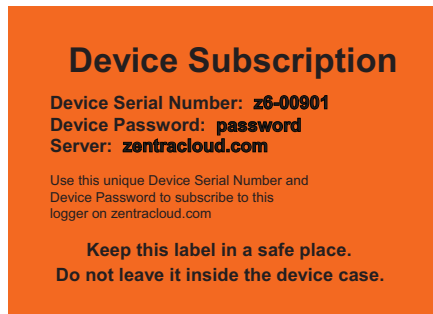 Device Subscription
Device Serial Number: z6-00901
Device Password: password
Server: zentracloud.com
Use this unique Device Serial Number and
Device Password to subscribe to this
logger on zentracloud.com
Keep this label in a safe place.
Do not leave it inside the device case.